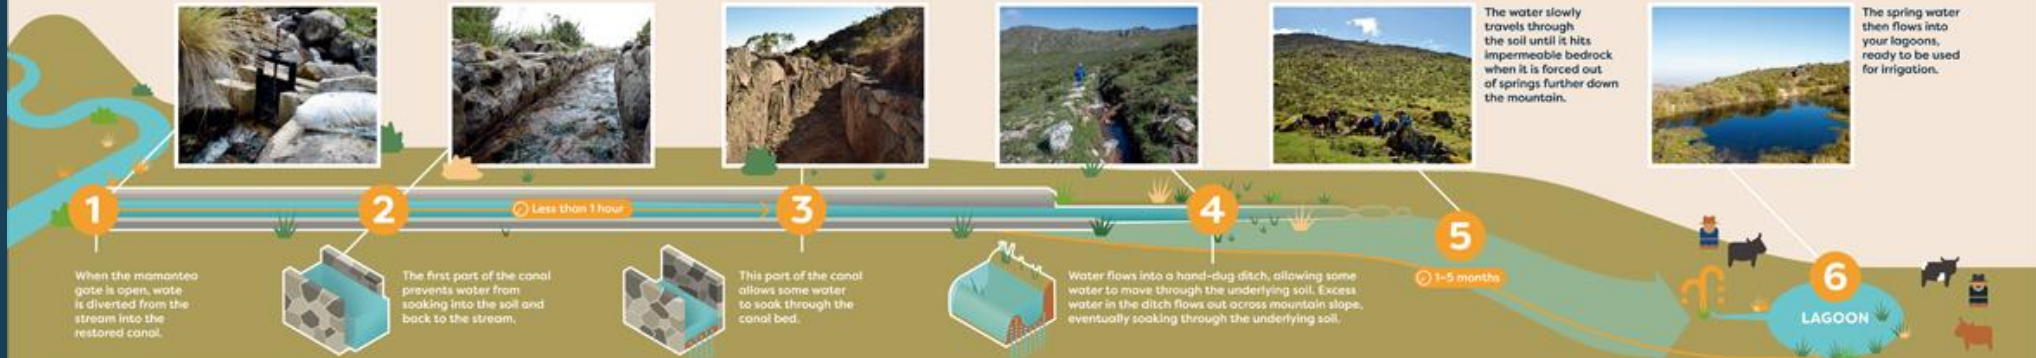 1
When the mamantea
gate is open, wate
is diverted from the
stream into the
restored canal.
2
The first part of the canal
prevents water from
soaking into the soil and
back to the stream.
Less than 1 hour
3
This part of the canal
allows some water
to soak through the
canal bed.
4
Water flows into a hand-dug ditch, allowing some
water to move through the underlying soil. Excess
water in the ditch flows out across mountain slope,
eventually soaking through the underlying soil.
5
The water slowly
travels through
the soil until it hits
impermeable bedrock
when it is forced out
of springs further down
the mountain.
1-5 months
6
The spring water
then flows into
your lagoons,
ready to be used
for irrigation.
LAGOON